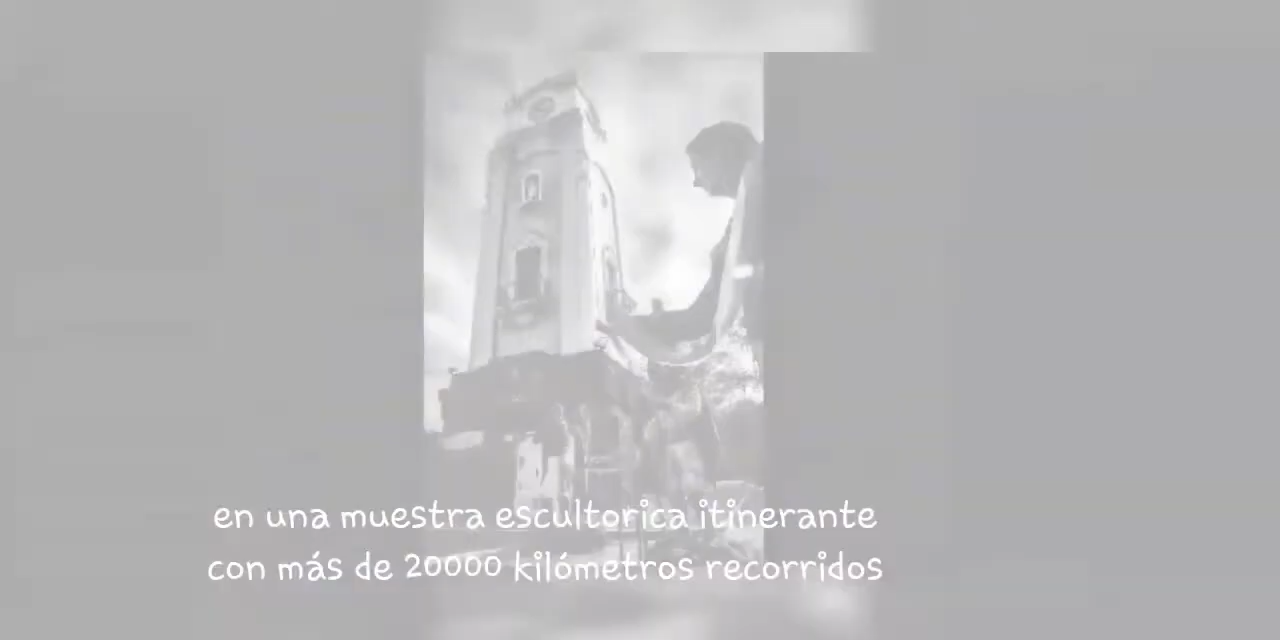 en una muestra escultorica itinerante
con más de 20000 kilómetros recorridos